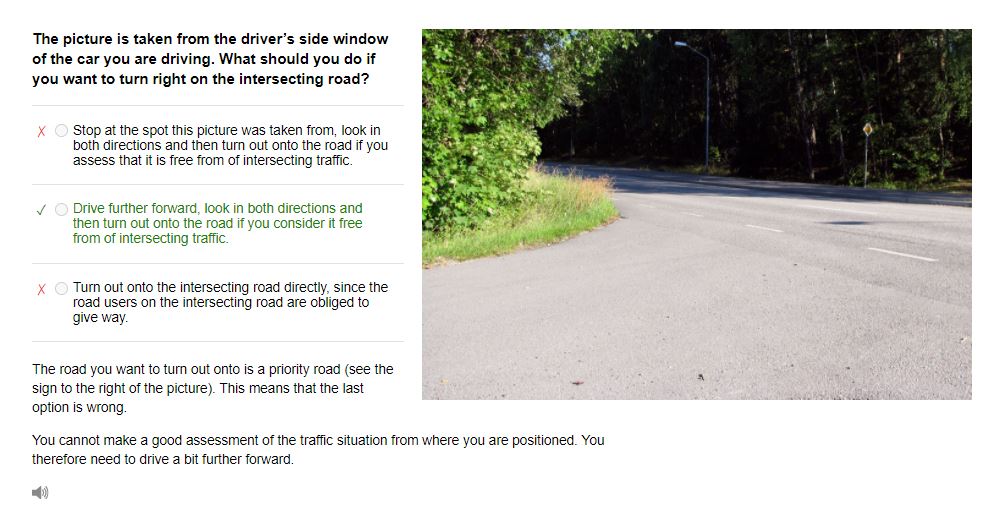 The picture is taken from the driver’s side window
of the car you are driving. What should you do if
you want to turn right on the intersecting road?
Stop at the spot this picture was taken from, look in
both directions and then turn out onto the road if you
assess that it is free from of intersecting traffic.
Drive further forward, look in both directions and
then turn out onto the road if you consider it free
from of intersecting traffic.
Turn out onto the intersecting road directly, since the
road users on the intersecting road are obliged to
give way.
The road you want to turn out onto is a priority road (see the
sign to the right of the picture). This means that the last
option is wrong.
You cannot make a good assessment of the traffic situation from where you are positioned. You
therefore need to drive a bit further forward.